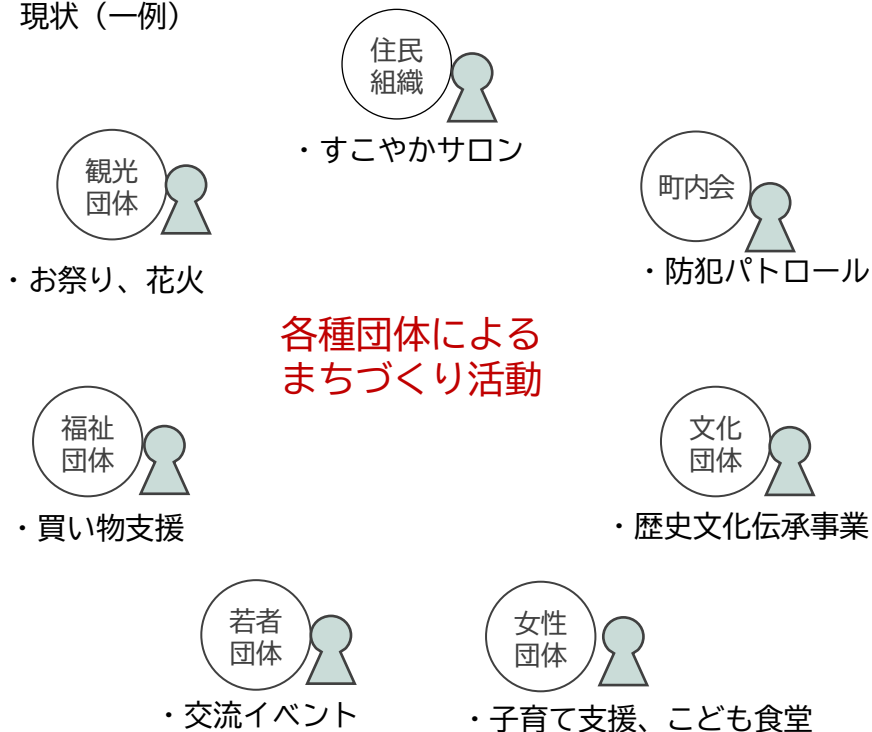 現状（一例）
住民
組織
・すこやかサロン
観光
団体
・お祭り、花火
町内会
・防犯パトロール
各種団体による
まちづくり活動
福祉
団体
・買い物支援
文化
団体
・歴史文化伝承事業
若者
団体
・交流イベント
女性
団体
・子育て支援、こども食堂